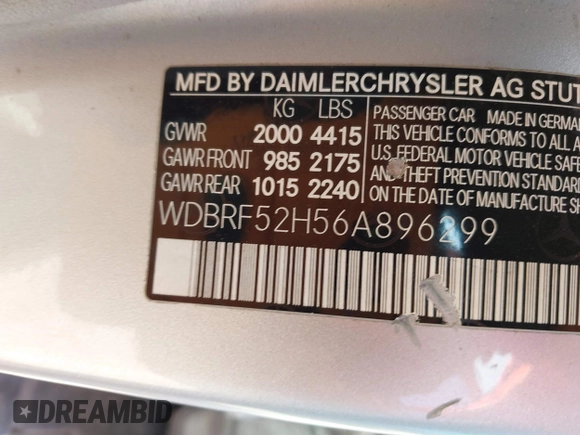 MFD BY DAIMLERCHRYSLER AG STUT
KG LBS
GVWR 2000 4415
GAWR FRONT 985 2175
GAWR REAR 1015 2240
PASSENGER CAR MADE IN GERMAN
THIS VEHICLE CONFORMS TO ALL A
U.S. FEDERAL MOTOR VEHICLE SAFET
THEFT PREVENTION STANDARD
ON THE DATE OF MANUFACTURE SH
WDBRF52H56A896299
DREAMBID